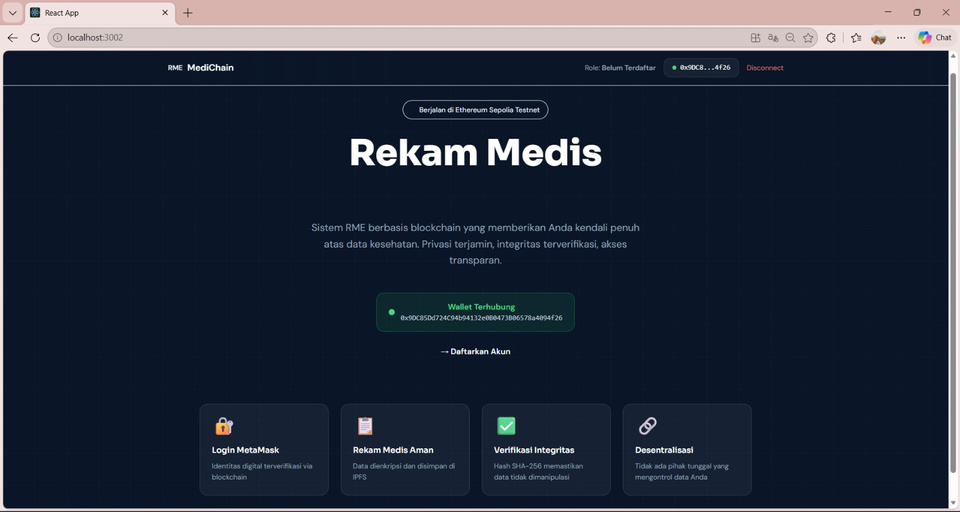 React App
localhost:3002
Chat
RME MediChain
Role: Belum Terdaftar
0x9DC8...4f26
Disconnect
Berjalan di Ethereum Sepolia Testnet
Rekam Medis
Sistem RME berbasis blockchain yang memberikan Anda kendali penuh
atas data kesehatan. Privasi terjamin, integritas terverifikasi, akses
transparan.
Wallet Terhubung
0x9DC85Dd724C94b94132e0B0473B06578a4094f26
→ Daftarkan Akun
Login MetaMask
Identitas digital terverifikasi via
blockchain
Rekam Medis Aman
Data dienkripsi dan disimpan di
IPFS
Verifikasi Integritas
Hash SHA-256 memastikan
data tidak dimanipulasi
Desentralisasi
Tidak ada pihak tunggal yang
mengontrol data Anda